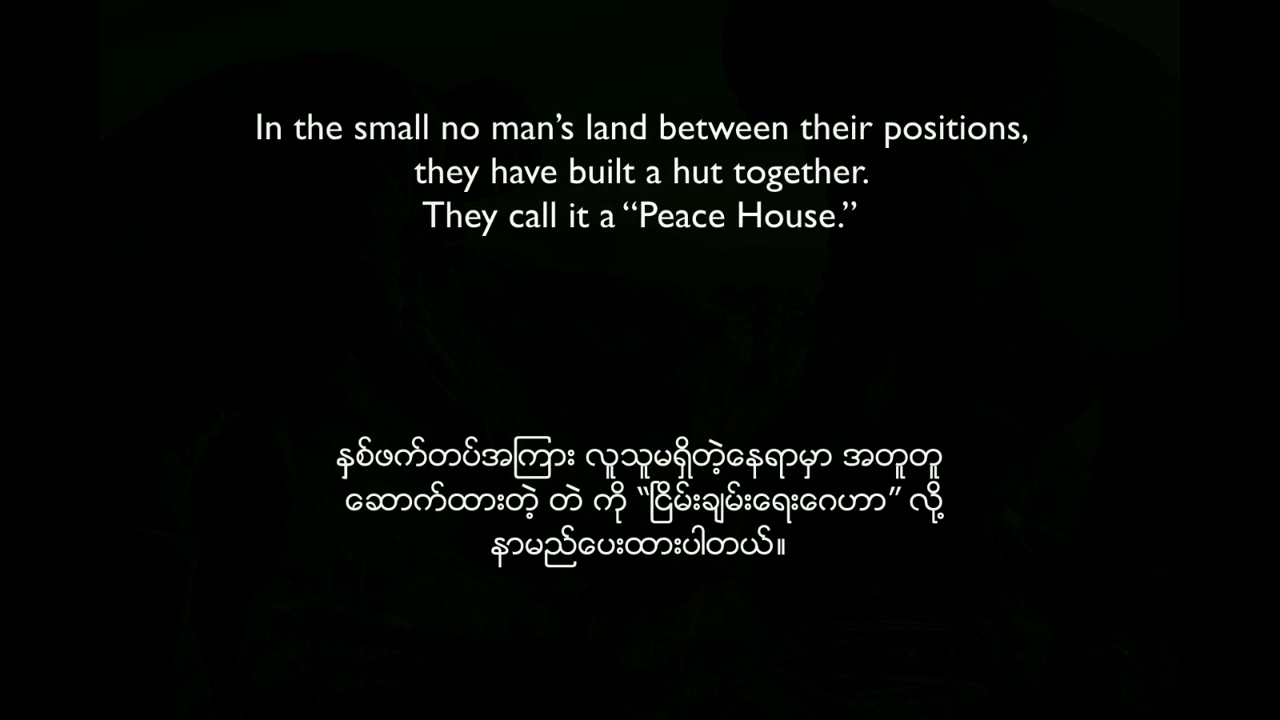 In the small no man’s land between their positions,
they have built a hut together.
They call it a “Peace House.”
နှစ်ဖက်တပ်အကြား လူသူမရှိတဲ့နေရာမှာ အတူတူ
ဆောက်ထားတဲ့ တဲ ကို “ငြိမ်းချမ်းရေးဂေဟာ” လို့
နာမည်ပေးထားပါတယ်။